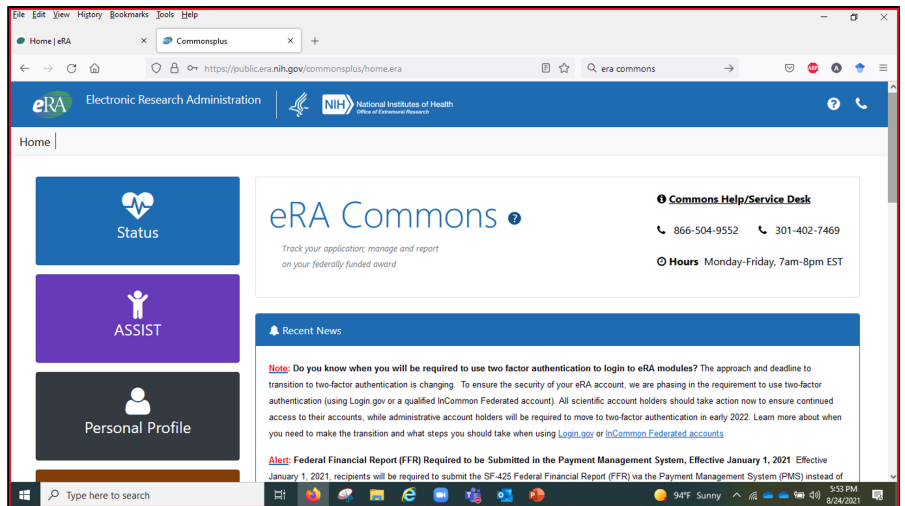 File Edit View History Bookmarks Tools Help
Home | eRA
Commonsplus
https://public.era.nih.gov/commonsplus/home.era
era commons
ABP
eRA
Electronic Research Administration
NIH National Institutes of Health
Office of Extramural Research
Home
Status
ASSIST
Personal Profile
eRA Commons
Track your application; manage and report
on your federally funded award
Commons Help/Service Desk
866-504-9552 301-402-7469
Hours Monday-Friday, 7am-8pm EST
Recent News
Note: Do you know when you will be required to use two factor authentication to login to eRA modules? The approach and deadline to
transition to two-factor authentication is changing. To ensure the security of your eRA account, we are phasing in the requirement to use two-factor
authentication (using Login.gov or a qualified InCommon Federated account). All scientific account holders should take action now to ensure continued
access to their accounts, while administrative account holders will be required to move to two-factor authentication in early 2022. Learn more about when
you need to make the transition and what steps you should take when using Login.gov or InCommon Federated accounts.
Alert: Federal Financial Report (FFR) Required to be Submitted in the Payment Management System, Effective January 1, 2021 Effective
January 1, 2021, recipients will be required to submit the SF-425 Federal Financial Report (FFR) via the Payment Management System (PMS) instead of
Type here to search
94°F Sunny
5:53 PM
8/24/2021